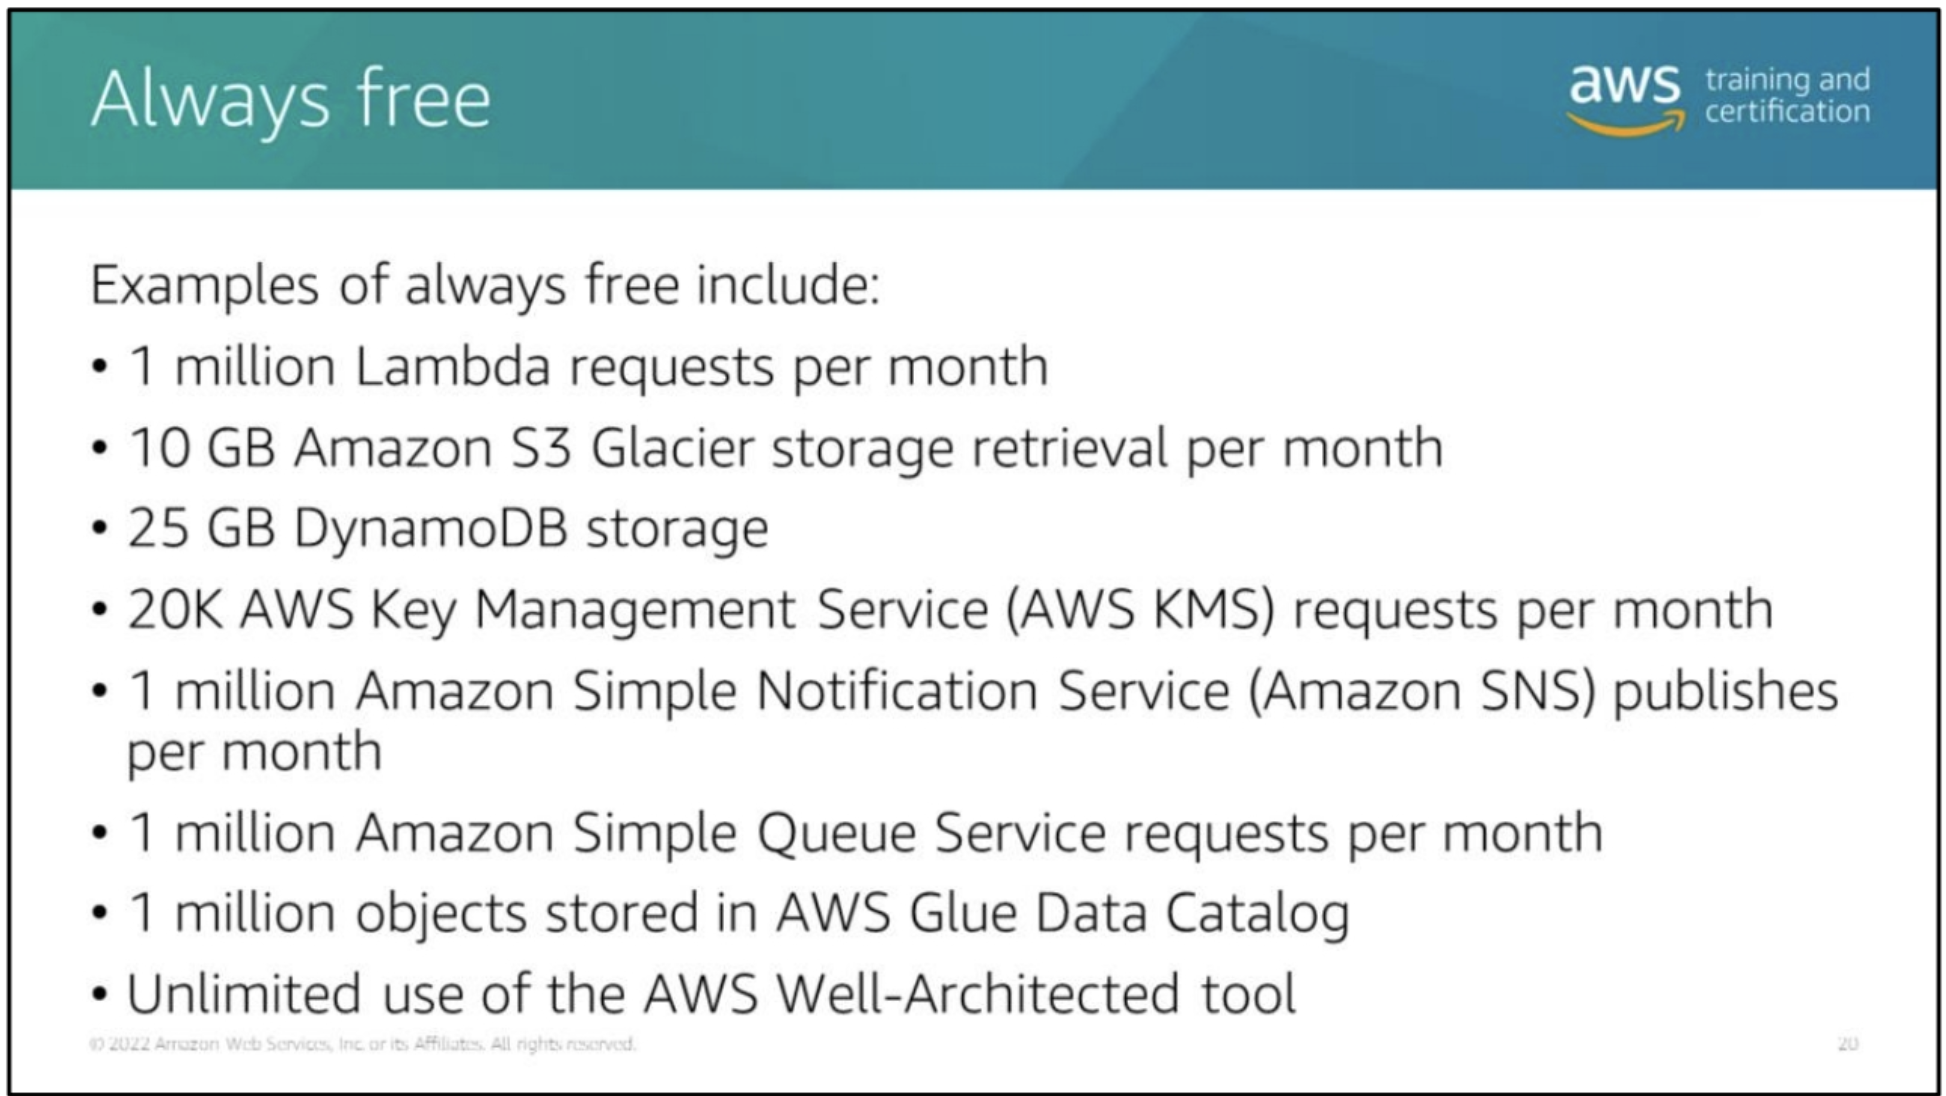 Always free
aws training and
certification
Examples of always free include:
• 1 million Lambda requests per month
• 10 GB Amazon S3 Glacier storage retrieval per month
• 25 GB DynamoDB storage
• 20K AWS Key Management Service (AWS KMS) requests per month
• 1 million Amazon Simple Notification Service (Amazon SNS) publishes
per month
• 1 million Amazon Simple Queue Service requests per month
• 1 million objects stored in AWS Glue Data Catalog
• Unlimited use of the AWS Well-Architected tool
© 2022 Amazon Web Services, Inc. or its Affiliates. All rights reserved.
20